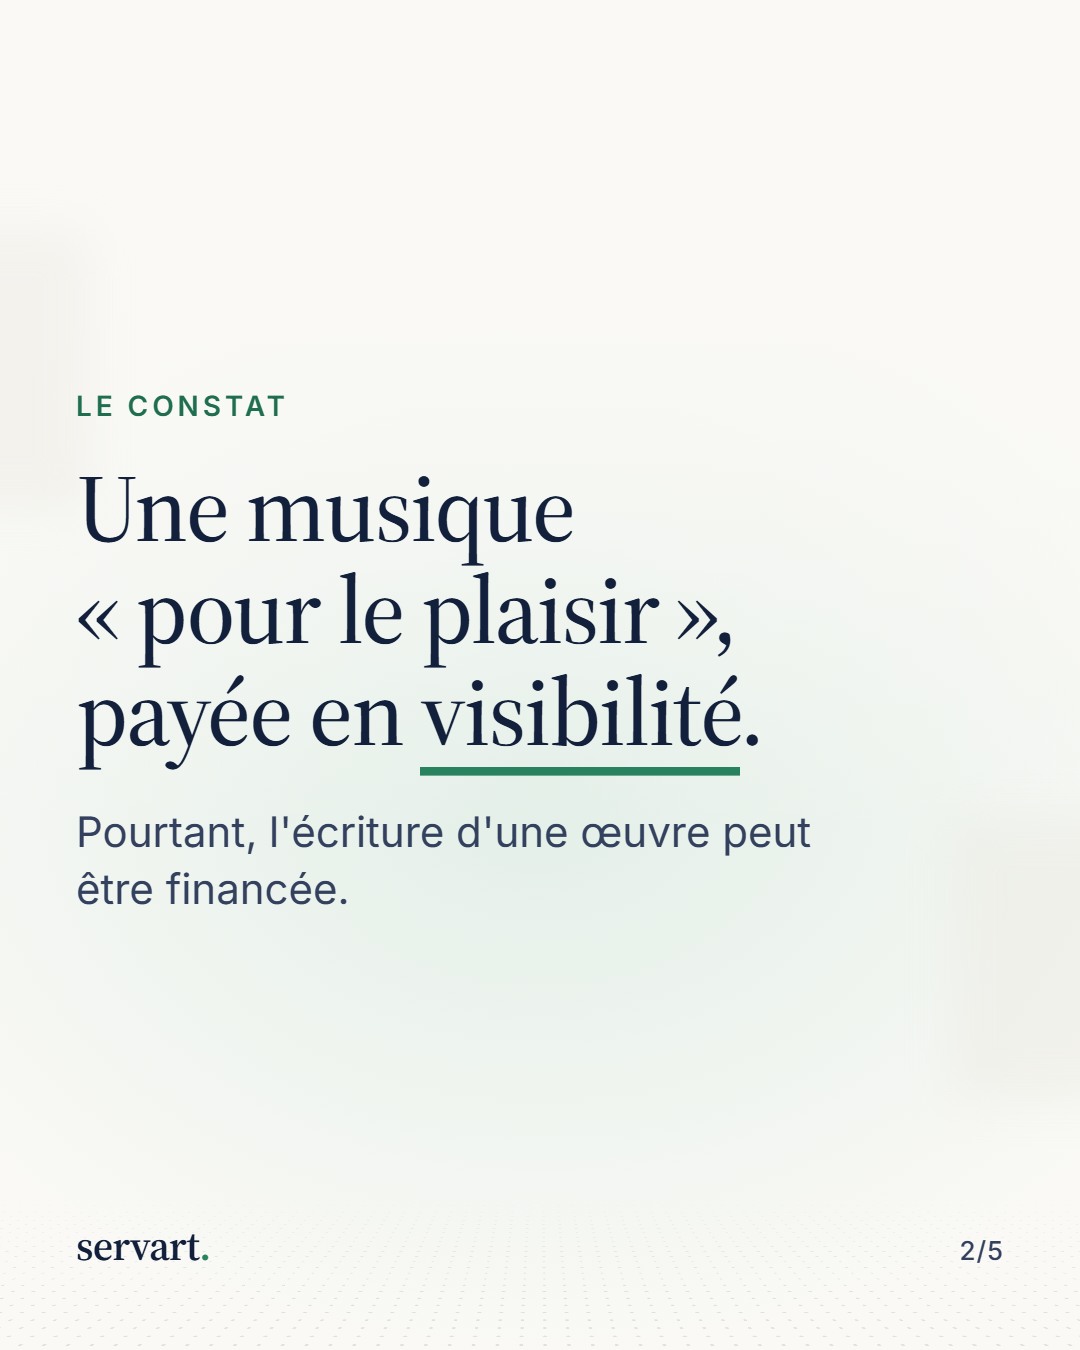 LE CONSTAT
Une musique
« pour le plaisir »,
payée en visibilité.
Pourtant, l'écriture d'une œuvre peut
être financée.
servart.
2/5